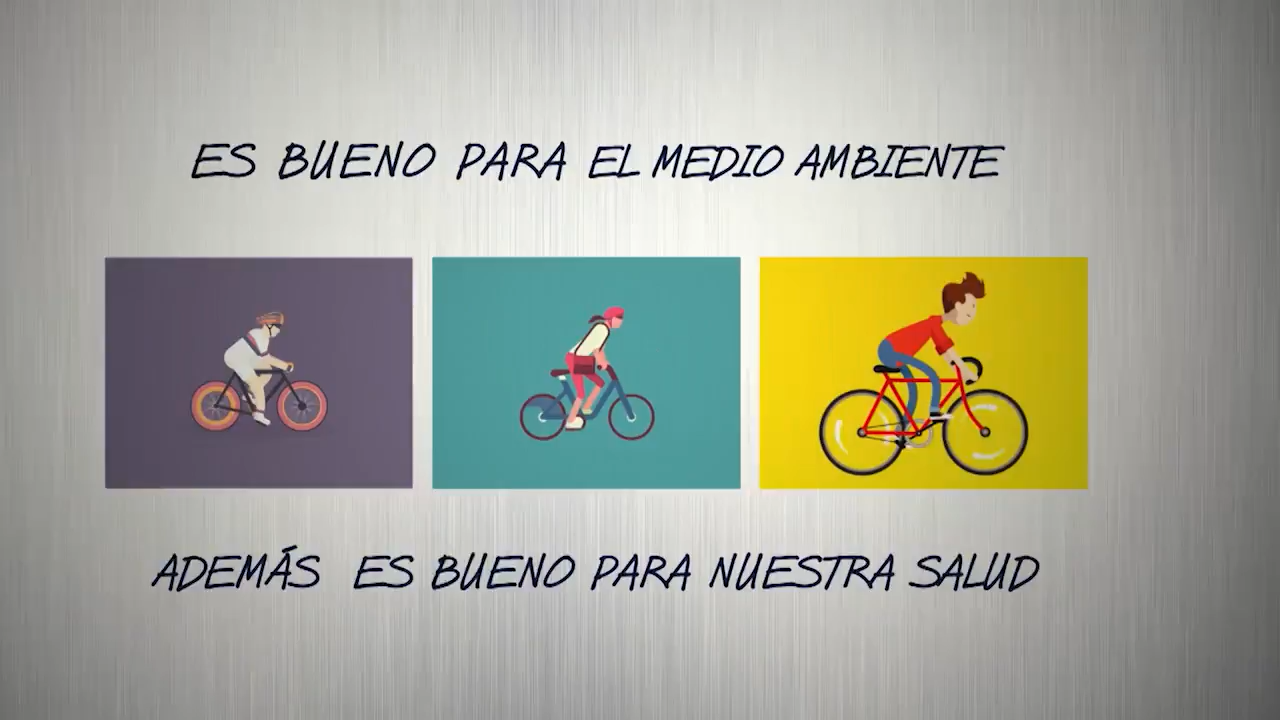 ES BUENO PARA EL MEDIO AMBIENTE
ADEMÁS ES BUENO PARA NUESTRA SALUD